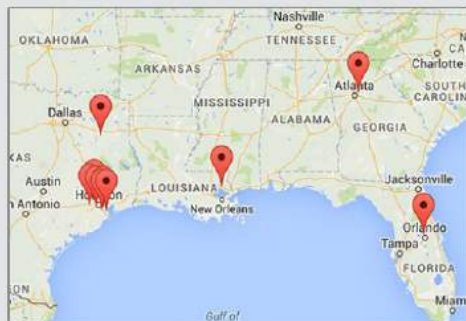 Nashville
OKLAHOMA
TENNESSEE
Charlotte
ARKANSAS
Atlanta
SOUTH
CAROLINA
MISSISSIPPI
Dallas
ALABAMA
GEORGIA
Austin
LOUISIANA
Jacksonville
n Antonio
New Orleans
Orlando
Tampa
FLORIDA
Miam
Gulf of